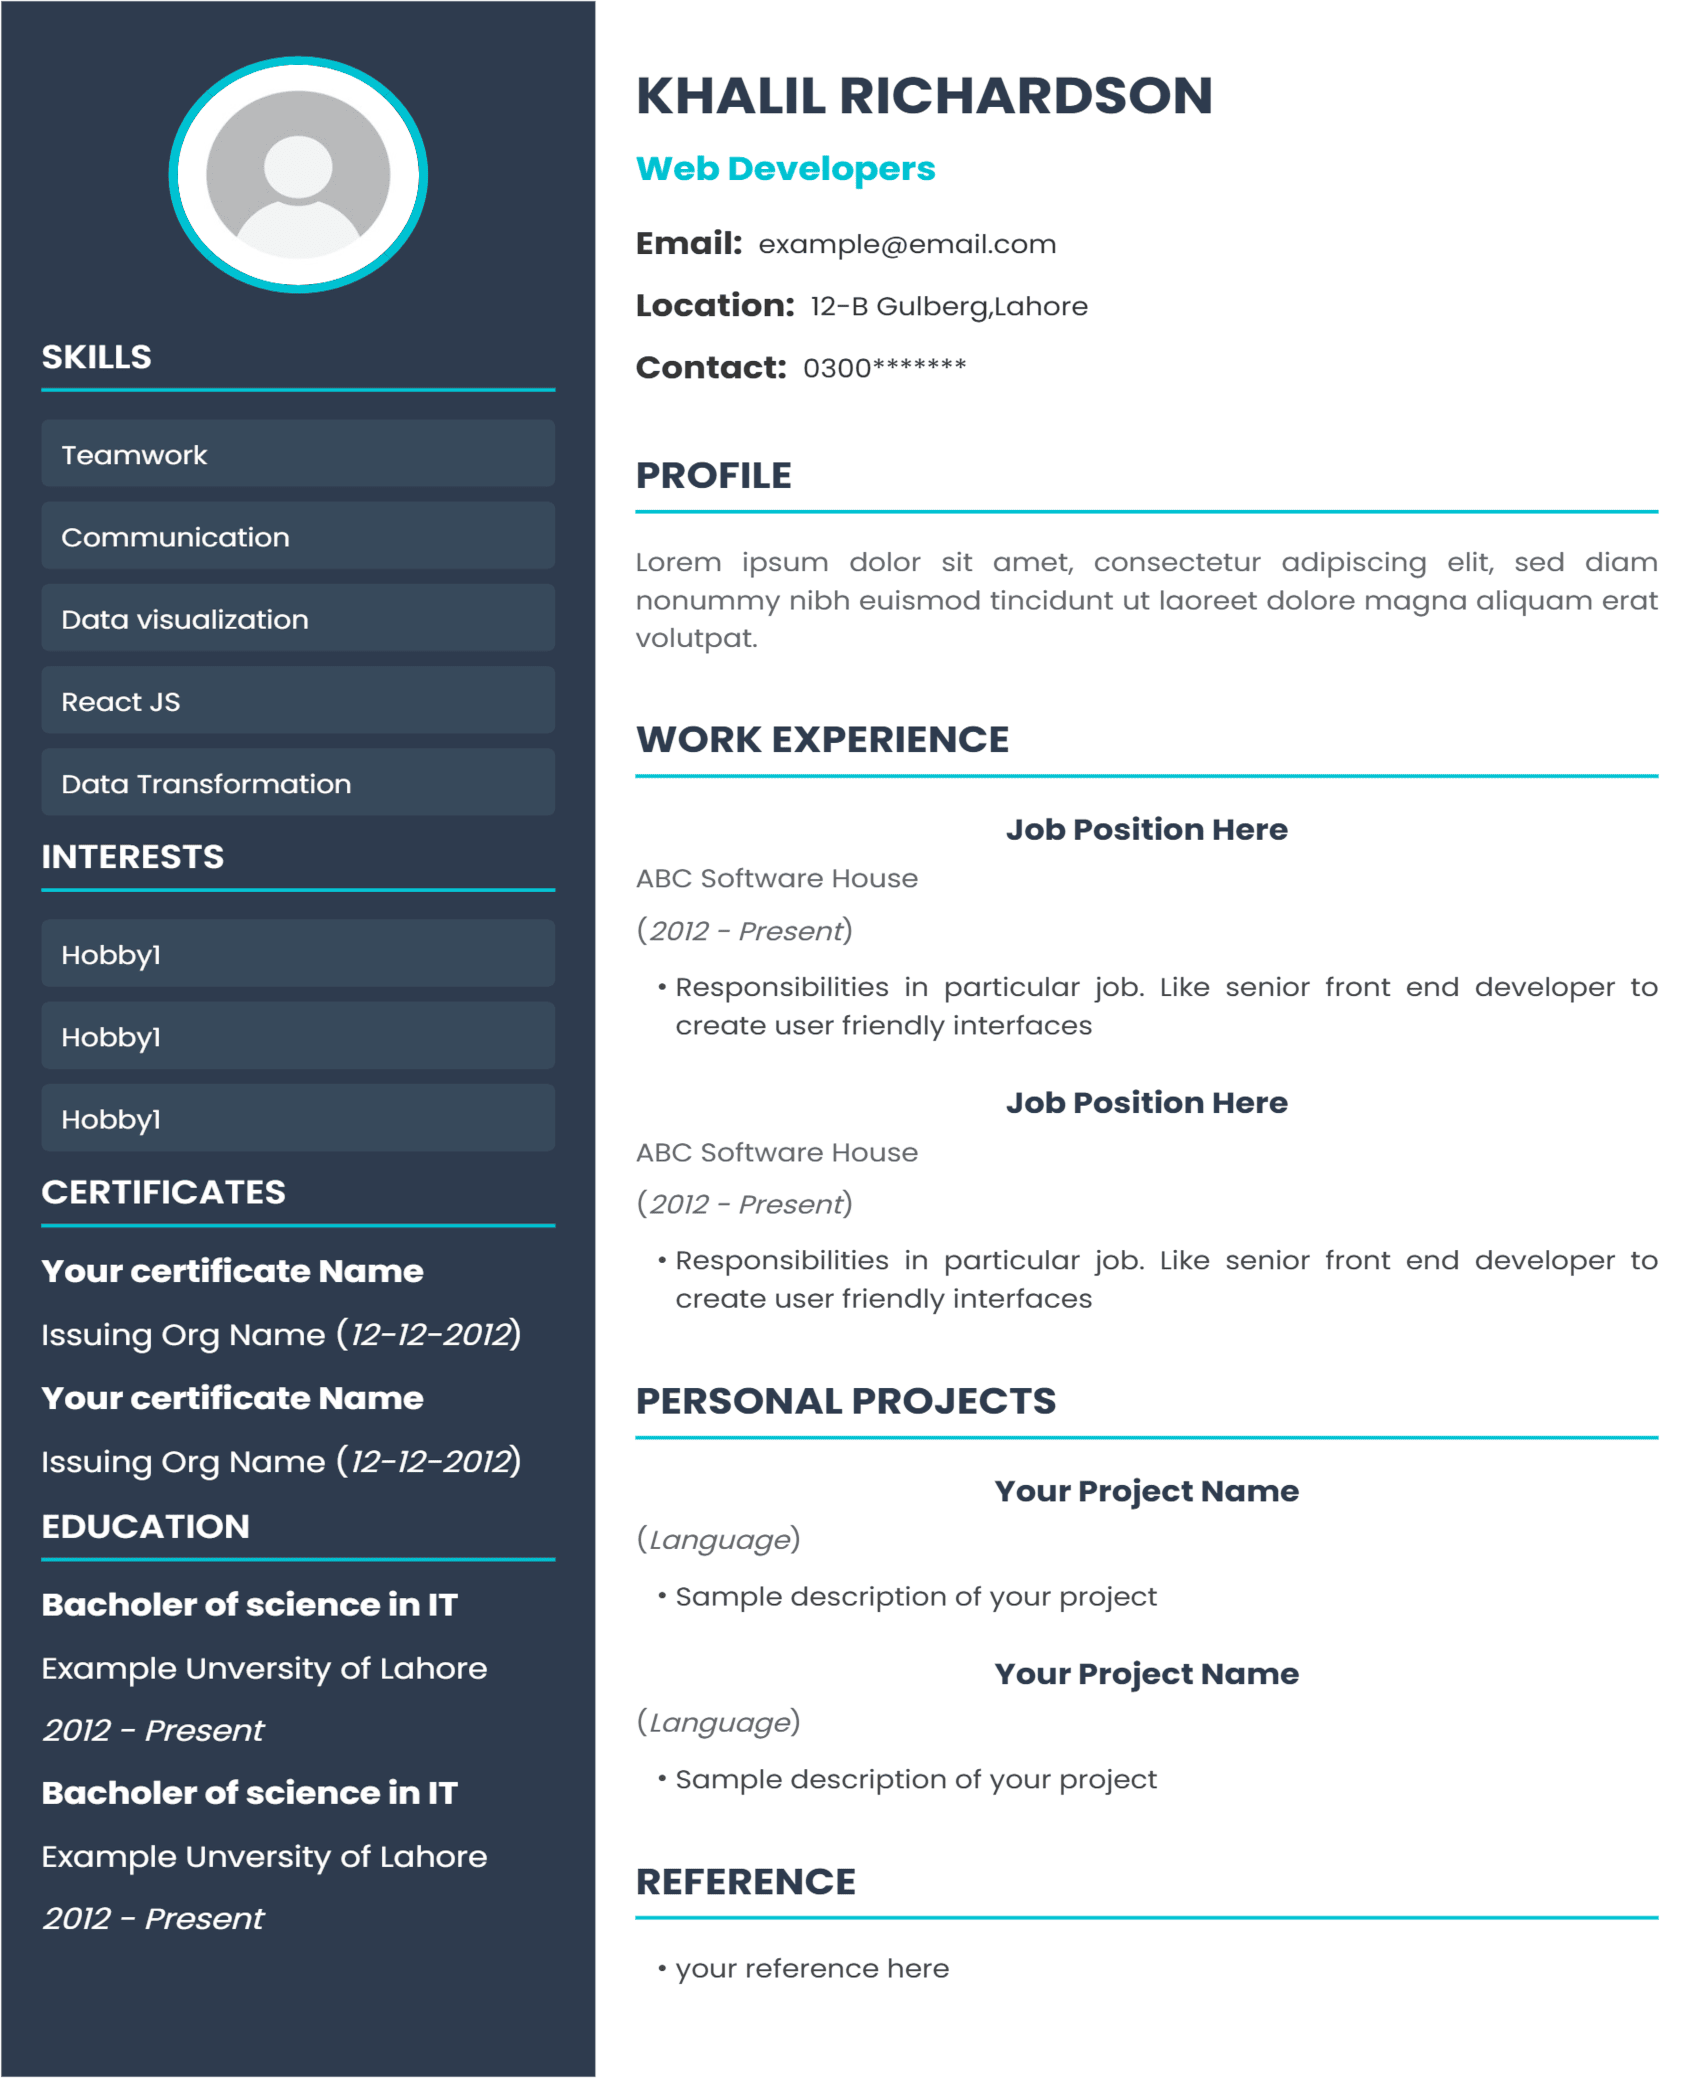 SKILLS
Teamwork
Communication
Data visualization
React JS
Data Transformation
INTERESTS
Hobby1
Hobby1
Hobby1
CERTIFICATES
Your certificate Name
Issuing Org Name (12-12-2012)
Your certificate Name
Issuing Org Name (12-12-2012)
EDUCATION
Bacholer of science in IT
Example Unversity of Lahore
2012 - Present
Bacholer of science in IT
Example Unversity of Lahore
2012 - Present
KHALIL RICHARDSON
Web Developers
Email: example@email.com
Location: 12-B Gulberg,Lahore
Contact: 0300*******
PROFILE
Lorem ipsum dolor sit amet, consectetur adipiscing elit, sed diam
nonummy nibh euismod tincidunt ut laoreet dolore magna aliquam erat
volutpat.
WORK EXPERIENCE
Job Position Here
ABC Software House
(2012 - Present)
• Responsibilities in particular job. Like senior front end developer to
create user friendly interfaces
Job Position Here
ABC Software House
(2012 - Present)
• Responsibilities in particular job. Like senior front end developer to
create user friendly interfaces
PERSONAL PROJECTS
Your Project Name
(Language)
• Sample description of your project
Your Project Name
(Language)
• Sample description of your project
REFERENCE
• your reference here